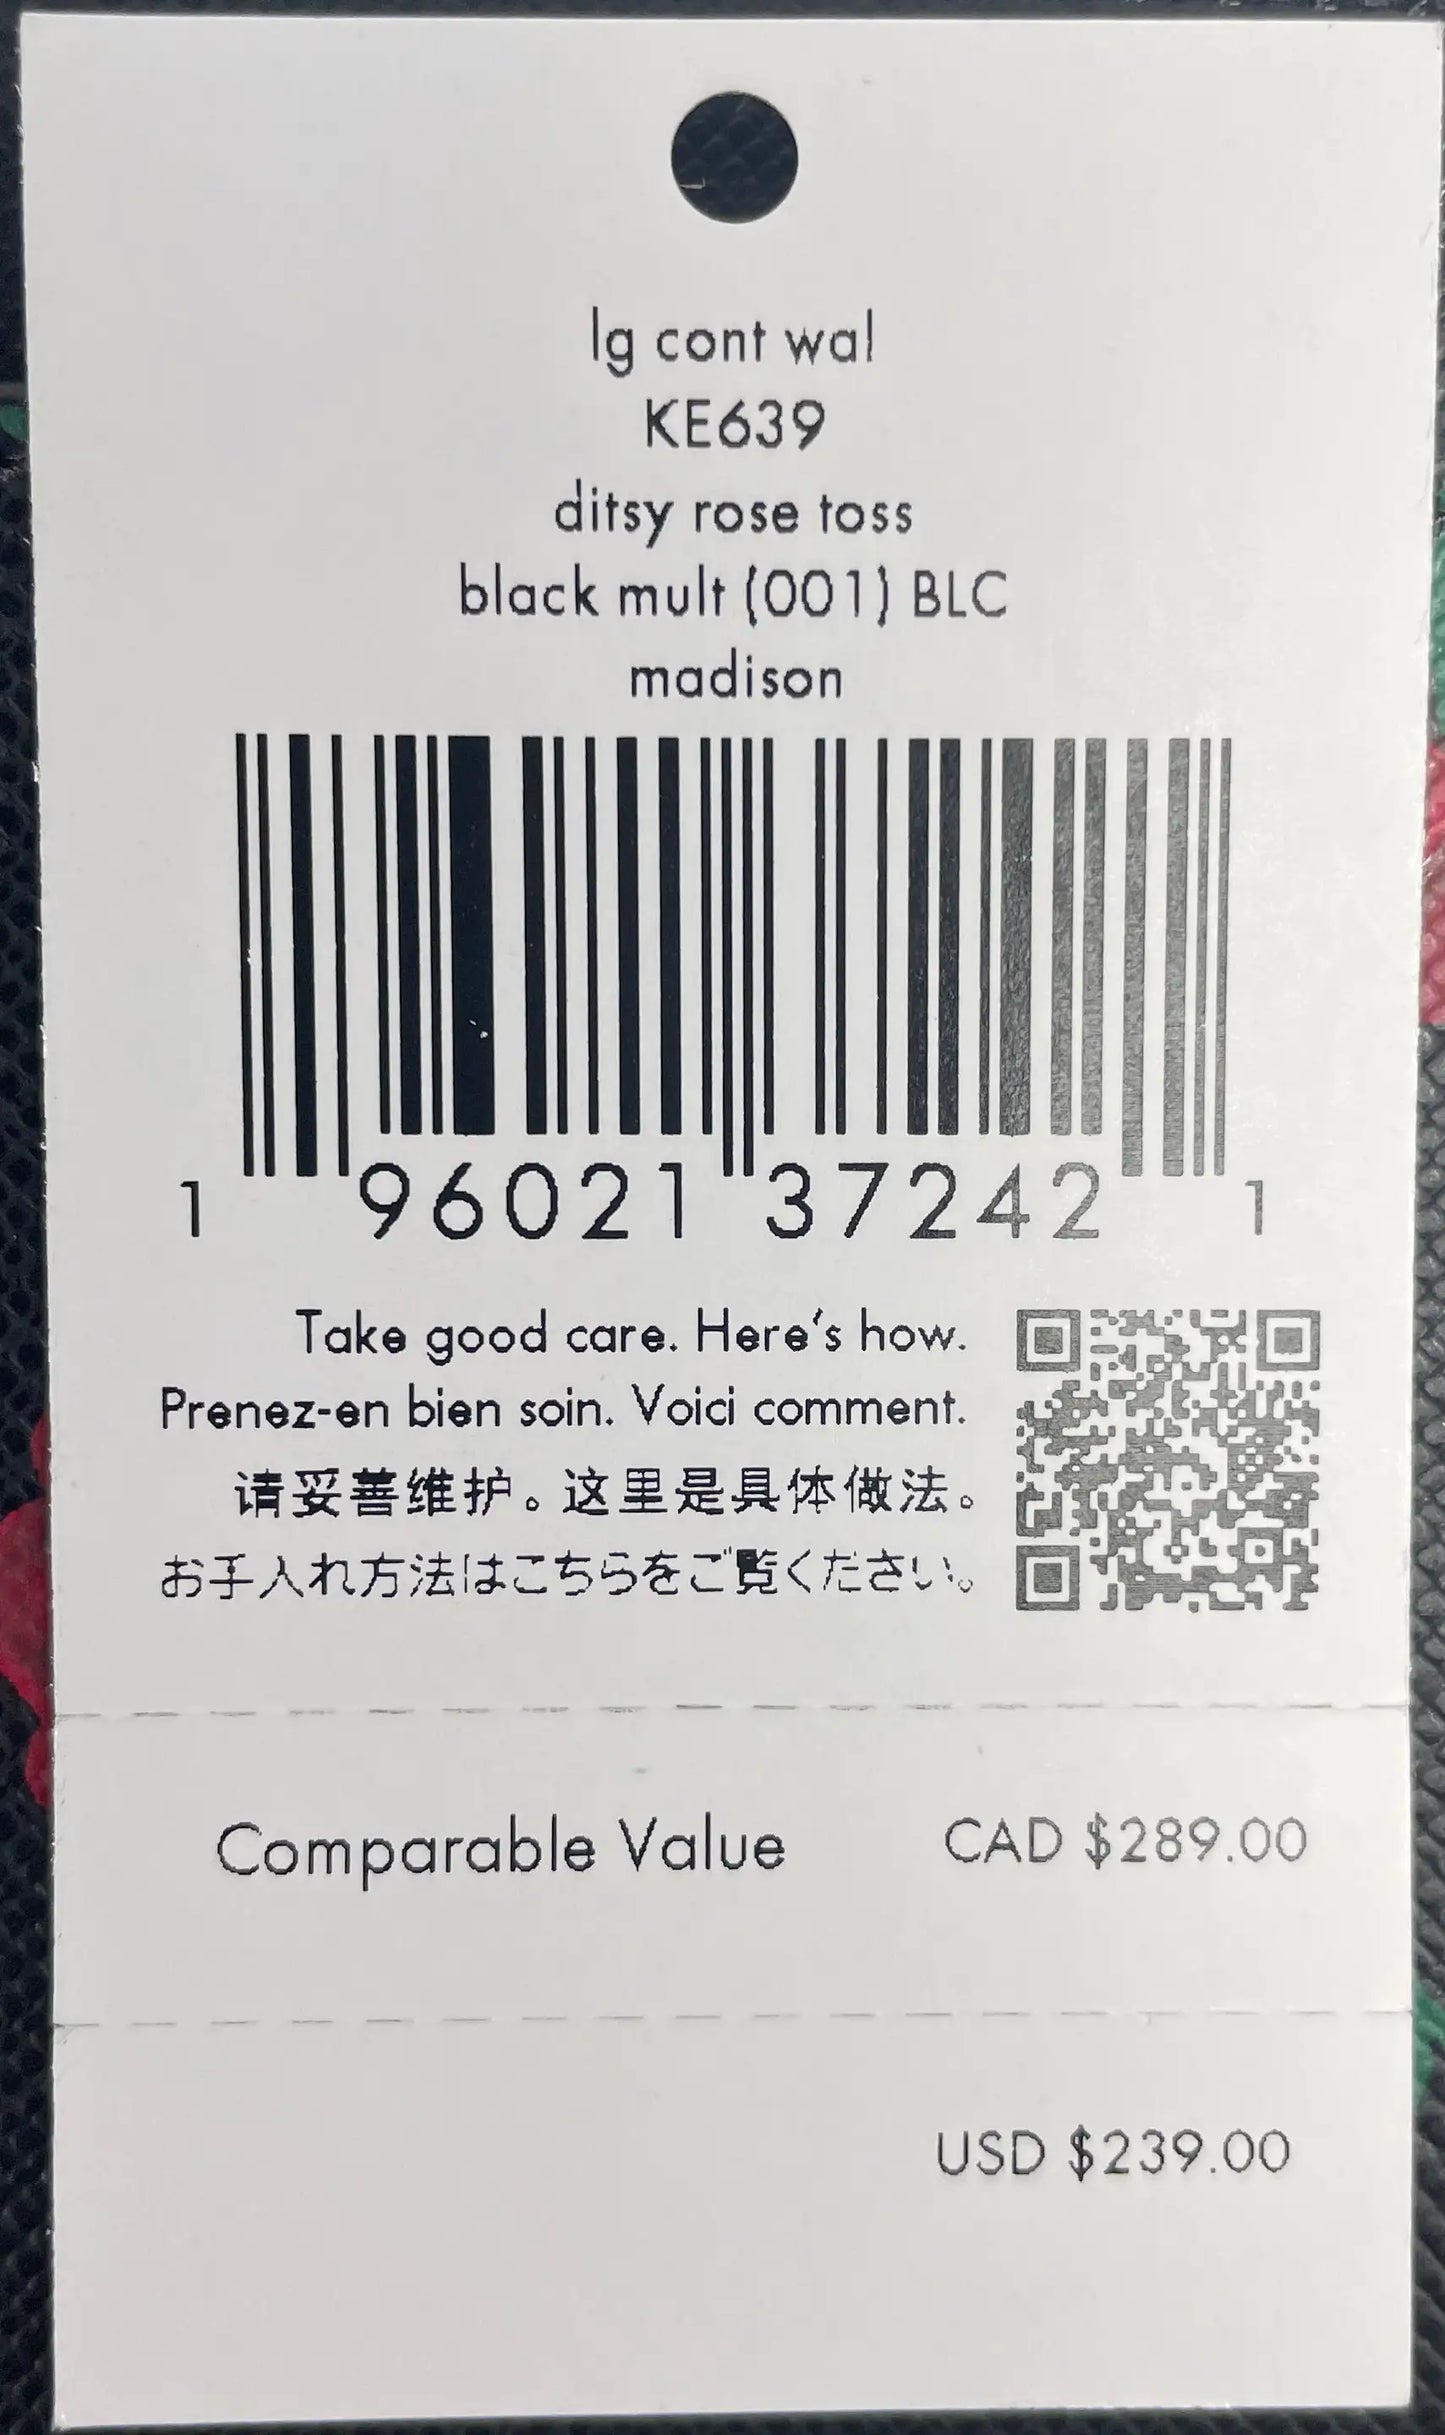 lg cont wal
KE639
ditsy rose toss
black mult (001) BLC
madison
1 96021 37242 1
Take good care. Here's how.
Prenez-en bien soin. Voici comment.
请妥善维护。这里是具体做法。
お手入れ方法はこちらをご覧ください。
Comparable Value CAD $289.00
USD $239.00